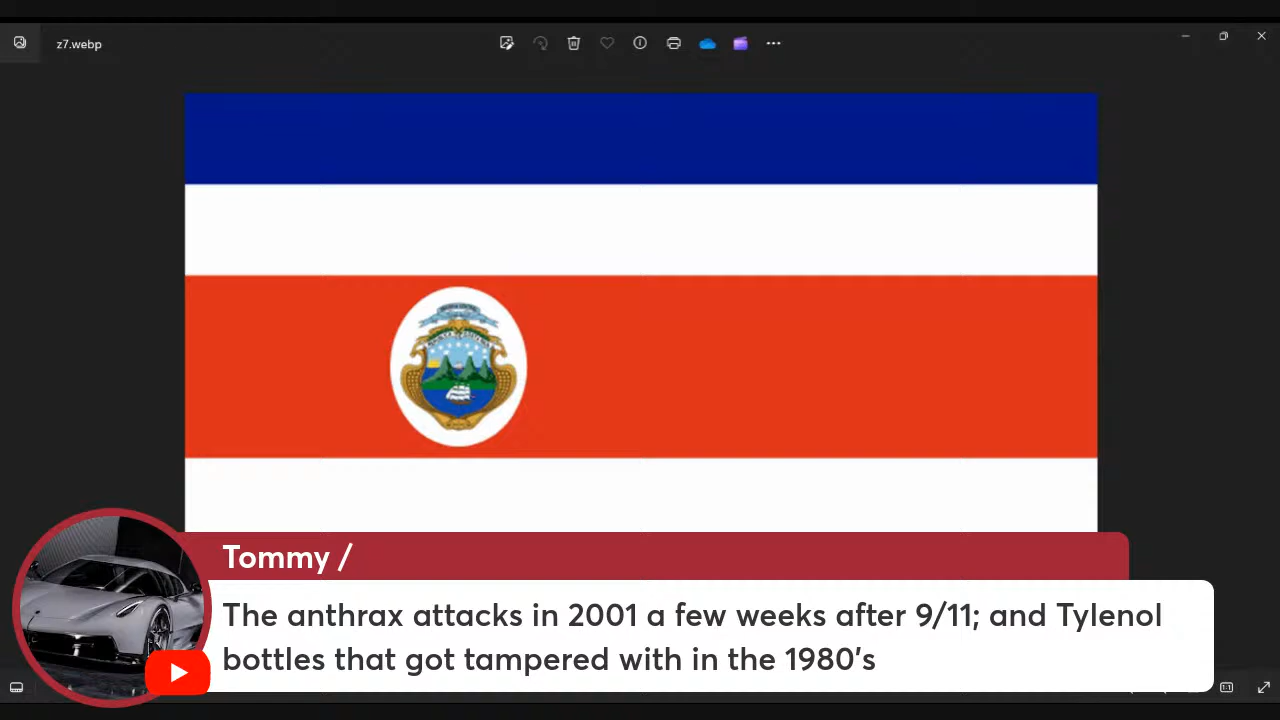 z7.webp
Tommy /
The anthrax attacks in 2001 a few weeks after 9/11; and Tylenol
bottles that got tampered with in the 1980's